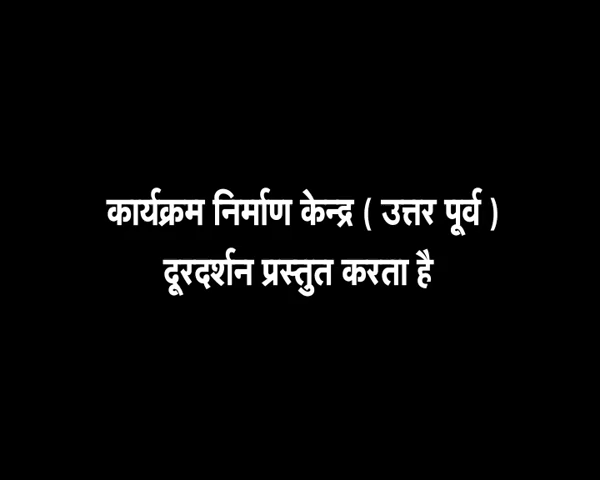 कार्यक्रम निर्माण केन्द्र ( उत्तर पूर्व )
दूरदर्शन प्रस्तुत करता है